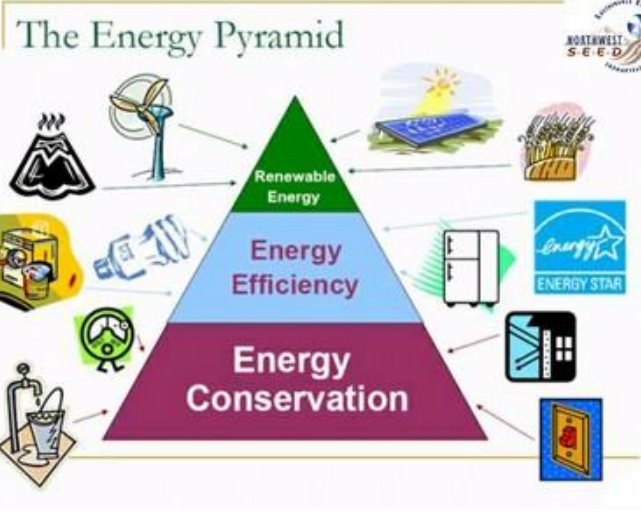 The Energy Pyramid
NORTHWEST
SEED
Renewable
Energy
Energy
Efficiency
energy
ENERGY STAR
Energy
Conservation